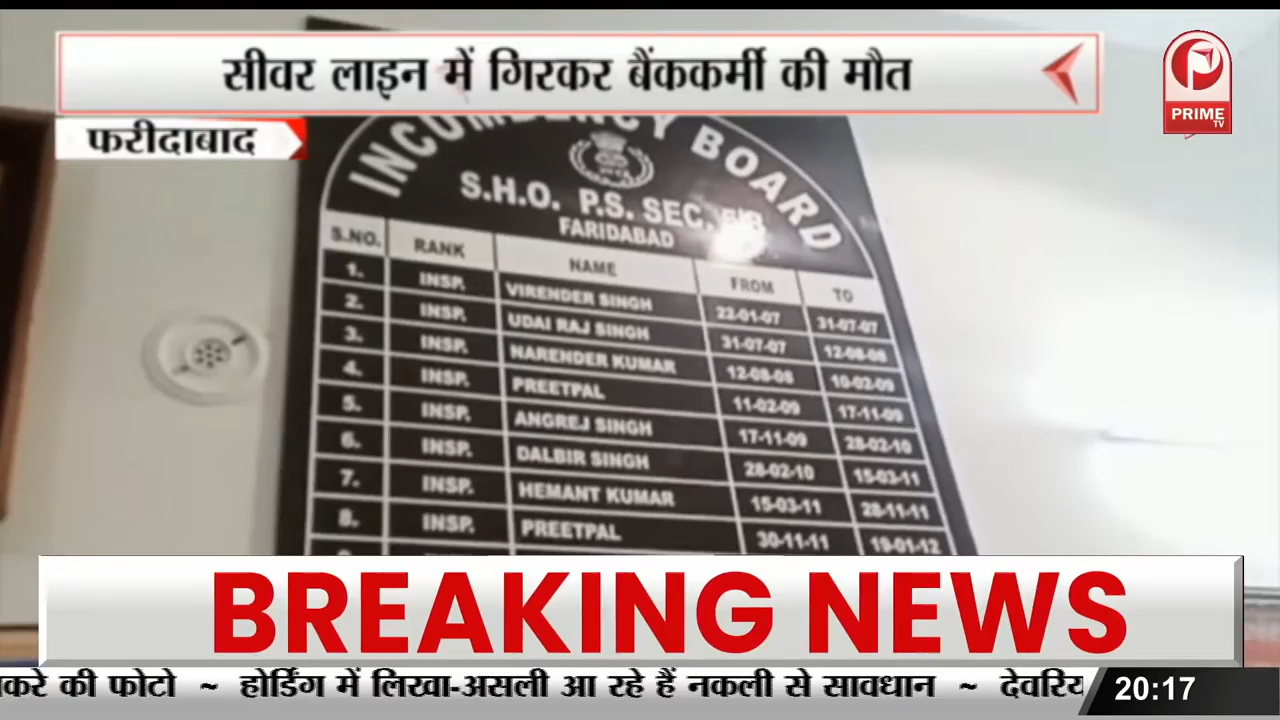 सीवर लाइन में गिरकर बैंककर्मी की मौत
PRIME
TV
फरीदाबाद
INCUMBENCY BOARD
S.H.O. P.S. SEC.
FARIDABAD
S.NO. RANK NAME FROM TO
1. INSP. VIRENDER SINGH 22-01-07 31-07-07
2. INSP. UDAI RAJ SINGH 31-07-07 12-08-08
3. INSP. NARENDER KUMAR 12-08-08 10-02-09
4. INSP. PREETPAL 11-02-09 17-11-09
5. INSP. ANGREJ SINGH 17-11-09 28-02-10
6. INSP. DALBIR SINGH 28-02-10 15-03-11
7. INSP. HEMANT KUMAR 15-03-11 28-11-11
8. INSP. PREETPAL 30-11-11 19-01-12
BREAKING NEWS
की फोटो ~ होर्डिंग में लिखा-असली आ रहे हैं नकली से सावधान ~
20:17